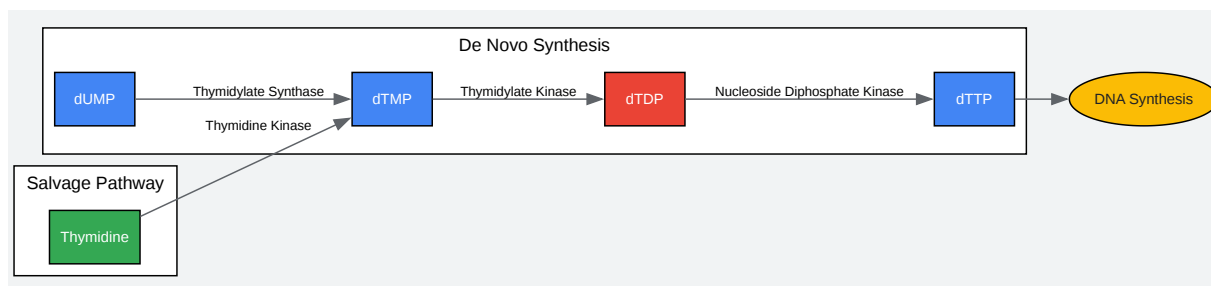 De Novo Synthesis
dUMP
Thymidylate Synthase
dTMP
Thymidylate Kinase
dTDP
Nucleoside Diphosphate Kinase
dTTP
DNA Synthesis
Thymidine Kinase
Salvage Pathway
Thymidine